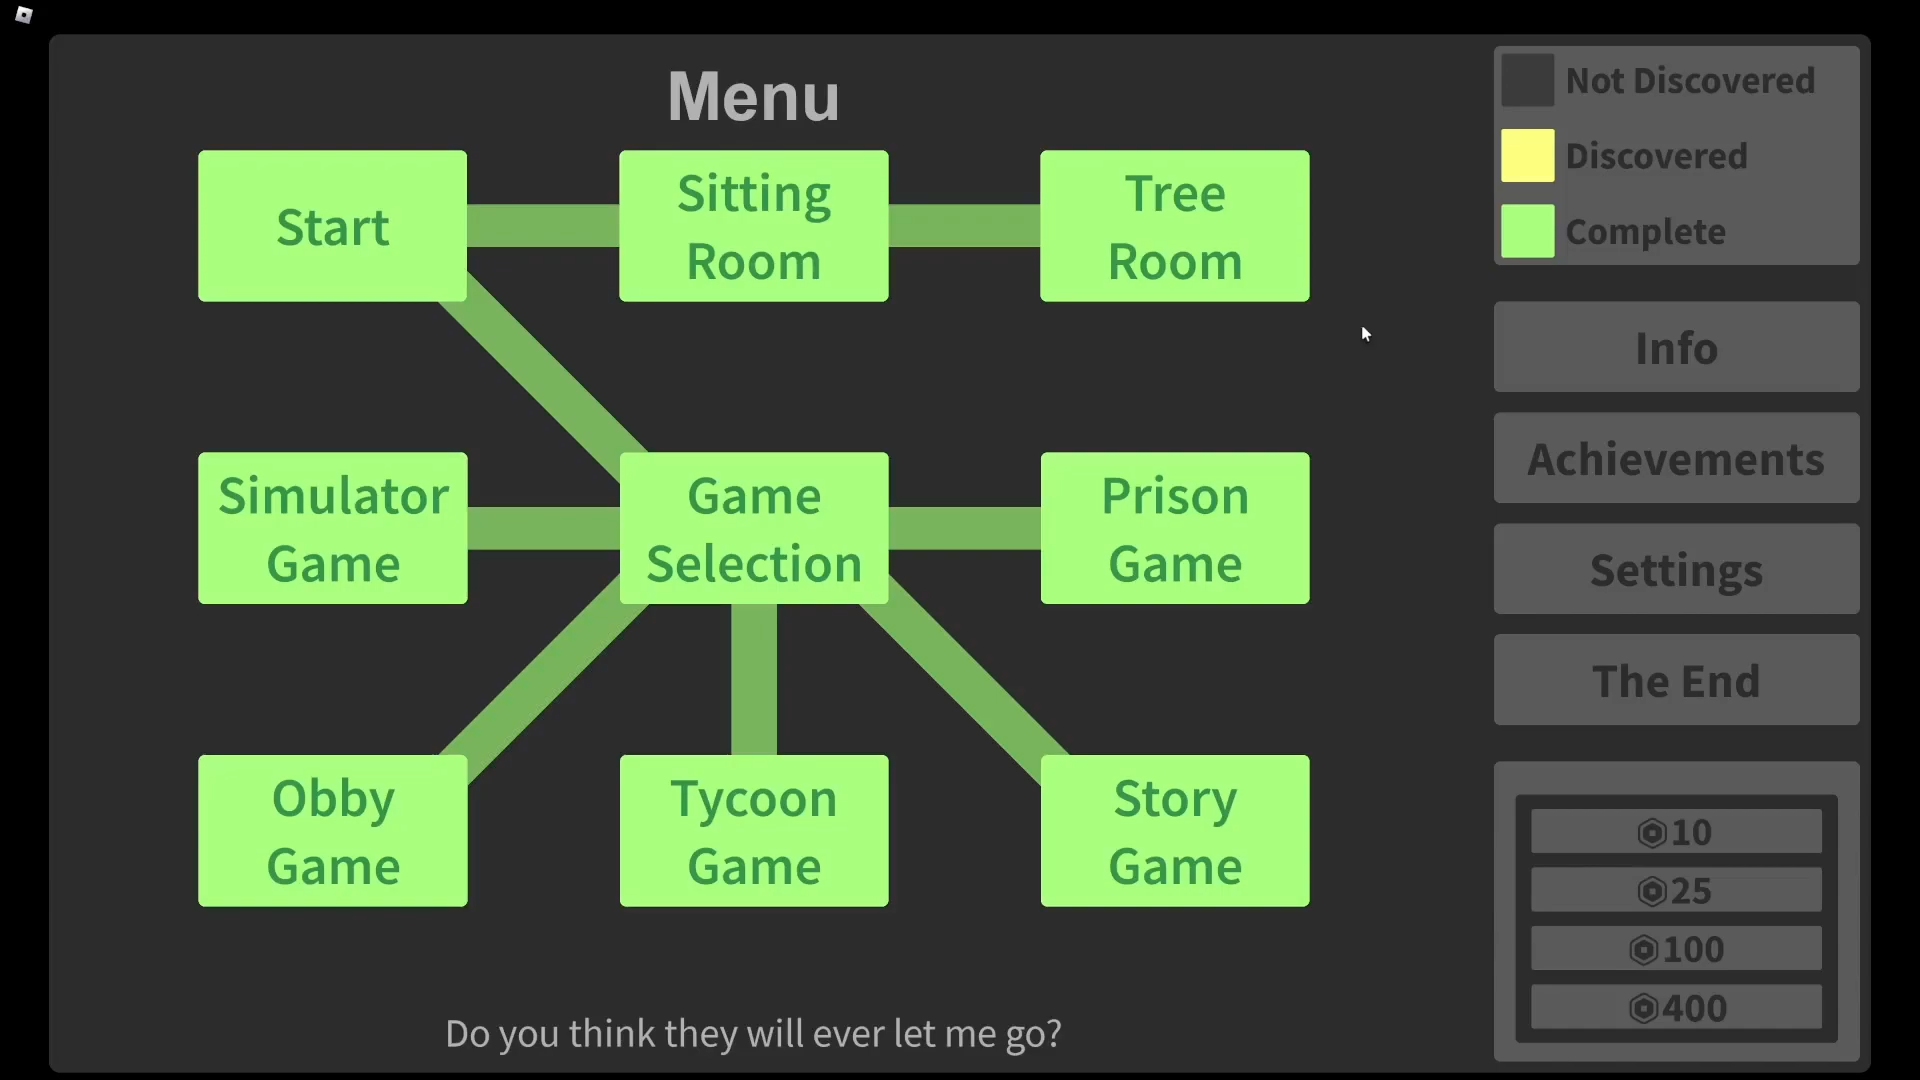 Menu
Start
Sitting
Room
Tree
Room
Simulator
Game
Game
Selection
Prison
Game
Obby
Game
Tycoon
Game
Story
Game
Do you think they will ever let me go?
Not Discovered
Discovered
Complete
Info
Achievements
Settings
The End
10
25
100
400